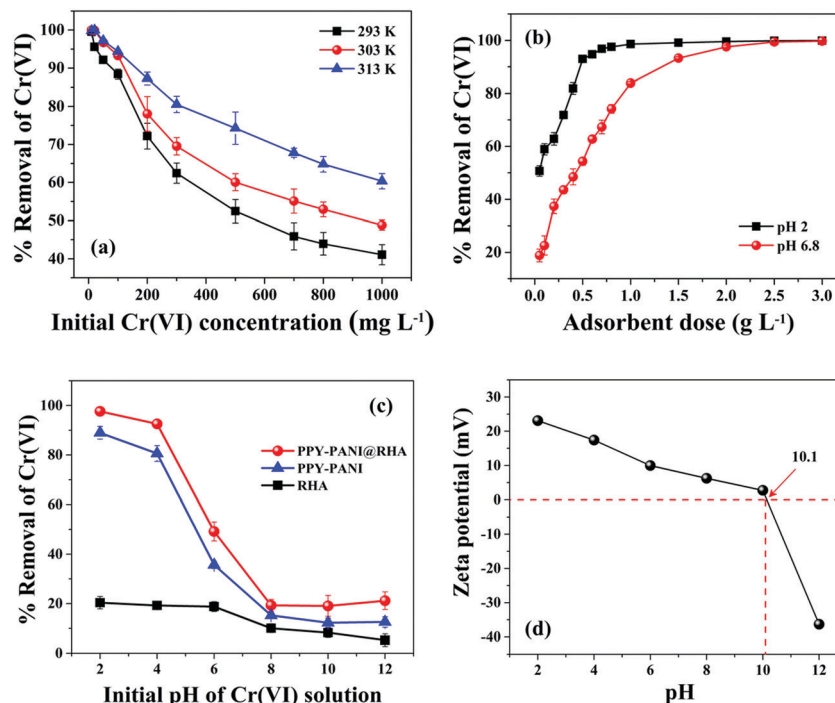 100
90
80
70
60
50
40
% Removal of Cr(VI)
293 K
303 K
313 K
(a)
0 200 400 600 800 1000
Initial Cr(VI) concentration (mg L⁻¹)
100
80
60
40
20
% Removal of Cr(VI)
(b)
pH 2
pH 6.8
0.0 0.5 1.0 1.5 2.0 2.5 3.0
Adsorbent dose (g L⁻¹)
100
80
60
40
20
0
% Removal of Cr(VI)
(c)
PPY-PANI@RHA
PPY-PANI
RHA
2 4 6 8 10 12
Initial pH of Cr(VI) solution
30
20
10
0
-10
-20
-30
-40
Zeta potential (mV)
10.1
(d)
2 4 6 8 10 12
pH